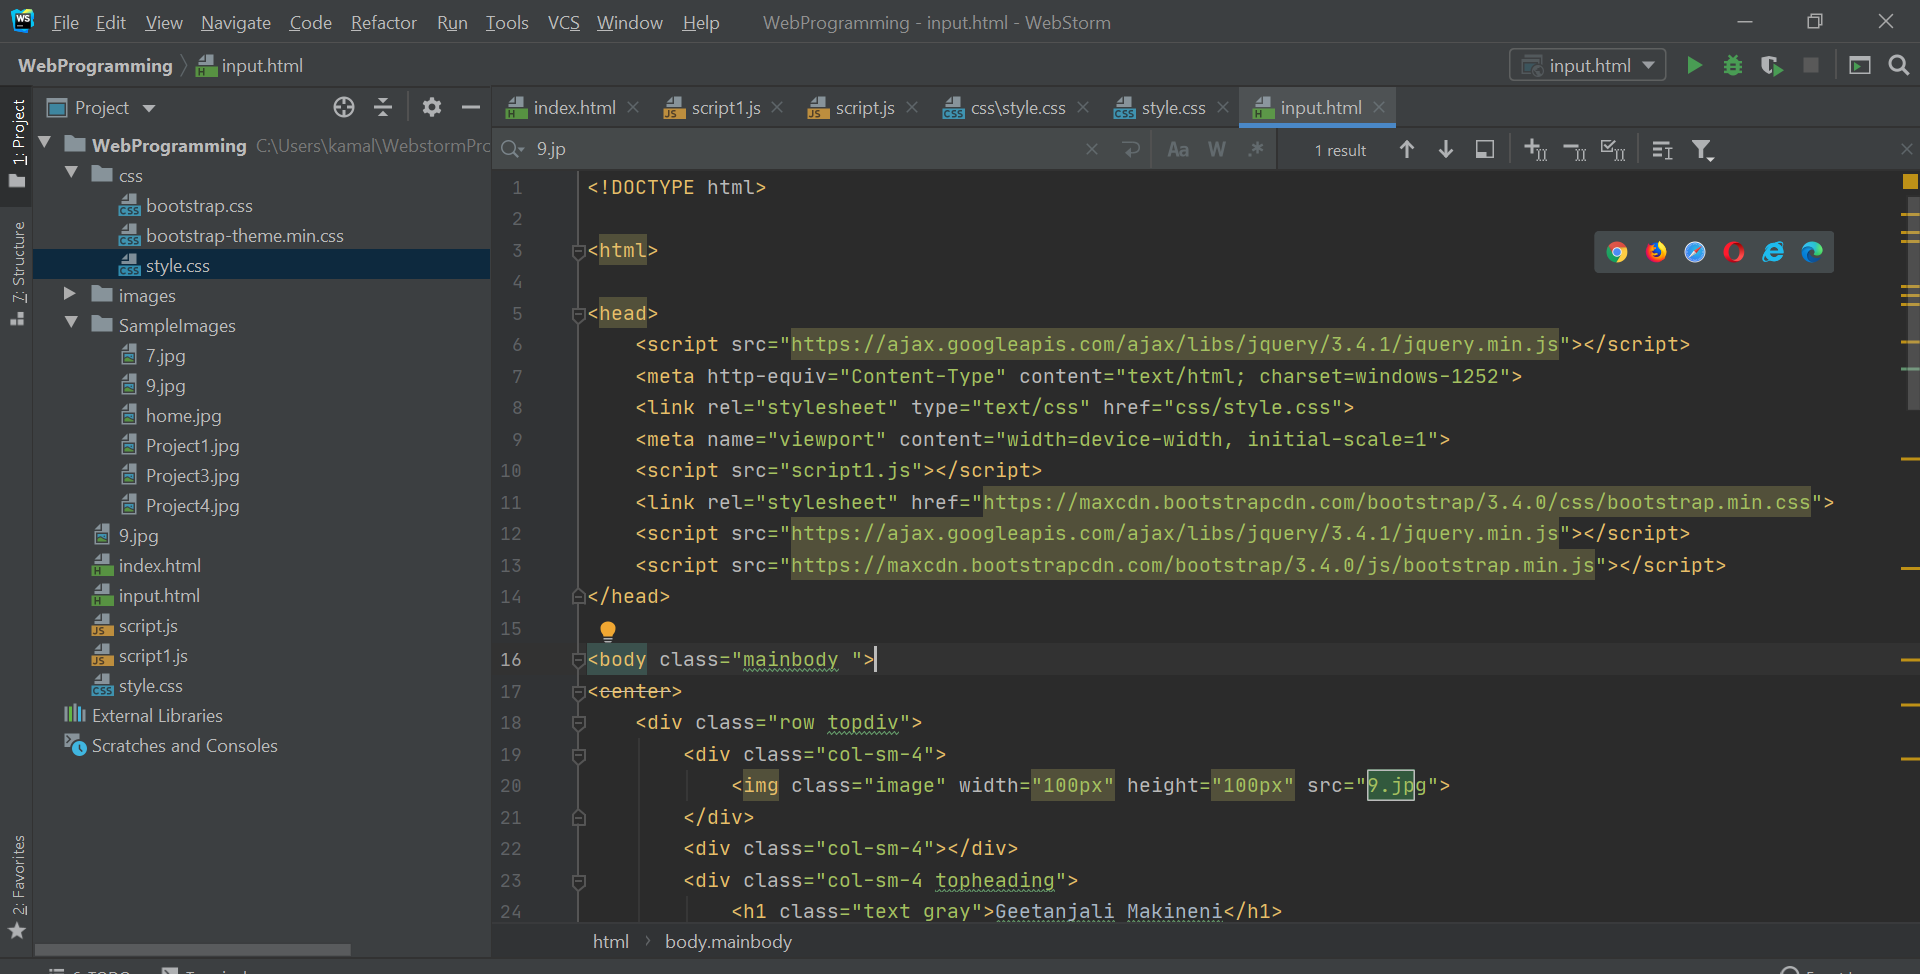 WS File Edit View Navigate Code Refactor Run Tools VCS Window Help WebProgramming - input.html - WebStorm
WebProgramming input.html input.html
1: Project
7: Structure
2: Favorites
Project
WebProgramming C:\Users\kamal\WebstormPro
css
bootstrap.css
bootstrap-theme.min.css
style.css
images
SampleImages
7.jpg
9.jpg
home.jpg
Project1.jpg
Project3.jpg
Project4.jpg
9.jpg
index.html
input.html
script.js
script1.js
style.css
External Libraries
Scratches and Consoles
index.html script1.js script.js css\style.css style.css input.html
9.jp Aa W .* 1 result
1 <!DOCTYPE html>
2
3 <html>
4
5 <head>
6 <script src="https://ajax.googleapis.com/ajax/libs/jquery/3.4.1/jquery.min.js"></script>
7 <meta http-equiv="Content-Type" content="text/html; charset=windows-1252">
8 <link rel="stylesheet" type="text/css" href="css/style.css">
9 <meta name="viewport" content="width=device-width, initial-scale=1">
10 <script src="script1.js"></script>
11 <link rel="stylesheet" href="https://maxcdn.bootstrapcdn.com/bootstrap/3.4.0/css/bootstrap.min.css">
12 <script src="https://ajax.googleapis.com/ajax/libs/jquery/3.4.1/jquery.min.js"></script>
13 <script src="https://maxcdn.bootstrapcdn.com/bootstrap/3.4.0/js/bootstrap.min.js"></script>
14 </head>
15
16 <body class="mainbody ">
17 <center>
18 <div class="row topdiv">
19 <div class="col-sm-4">
20 <img class="image" width="100px" height="100px" src="9.jpg">
21 </div>
22 <div class="col-sm-4"></div>
23 <div class="col-sm-4 topheading">
24 <h1 class="text gray">Geetanjali Makineni</h1>
html › body.mainbody